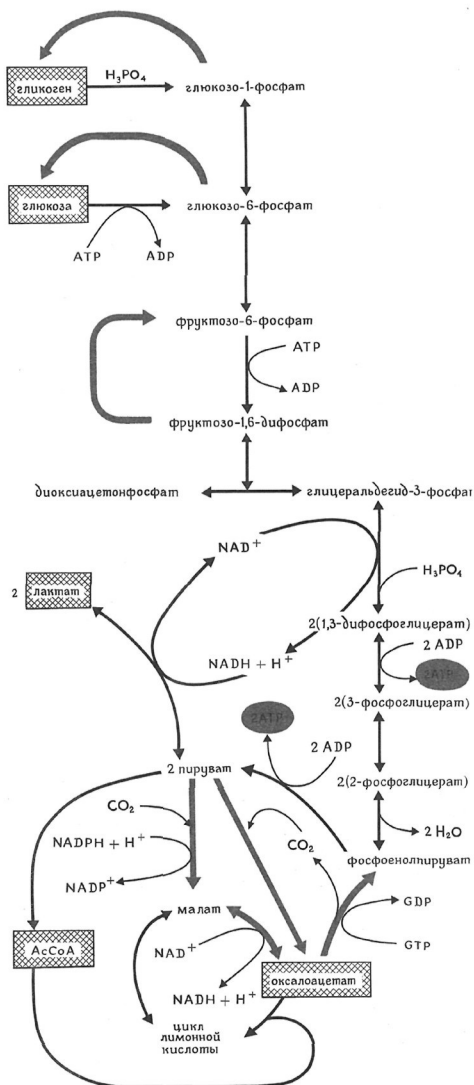 H₃PO₄
гликоген
глюкозо-1-фосфат
глюкоза
глюкозо-6-фосфат
ATP
ADP
фруктозо-6-фосфат
ATP
ADP
фруктозо-1,6-дифосфат
диоксиацетонфосфат
глицеральдегид-3-фосфат
NAD⁺
2 лактат
H₃PO₄
2(1,3-дифосфоглицерат)
NADH + H⁺
2 ADP
2ATP
2(3-фосфоглицерат)
2ATP
2 ADP
2 пируват
2(2-фосфоглицерат)
CO₂
2 H₂O
NADPH + H⁺
CO₂
фосфоенолпируват
NADP⁺
GDP
малат
GTP
NAD⁺
AcCoA
оксалоацетат
NADH + H⁺
цикл
лимонной
кислоты